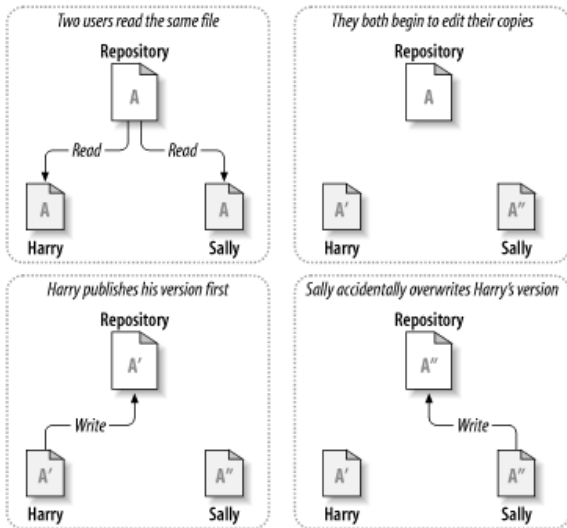 Two users read the same file
Repository
A
Read
Read
A
A
Harry
Sally
They both begin to edit their copies
Repository
A
A'
A"
Harry
Sally
Harry publishes his version first
Repository
A'
Write
A'
A"
Harry
Sally
Sally accidentally overwrites Harry's version
Repository
A"
Write
A'
A"
Harry
Sally